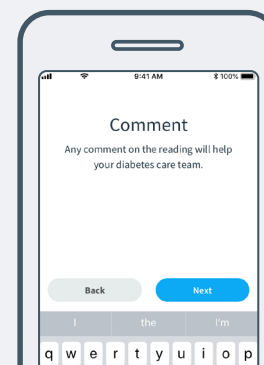 9:41 AM 100%
Comment
Any comment on the reading will help
your diabetes care team.
Back Next
I the I'm
q w e r t y u i o p